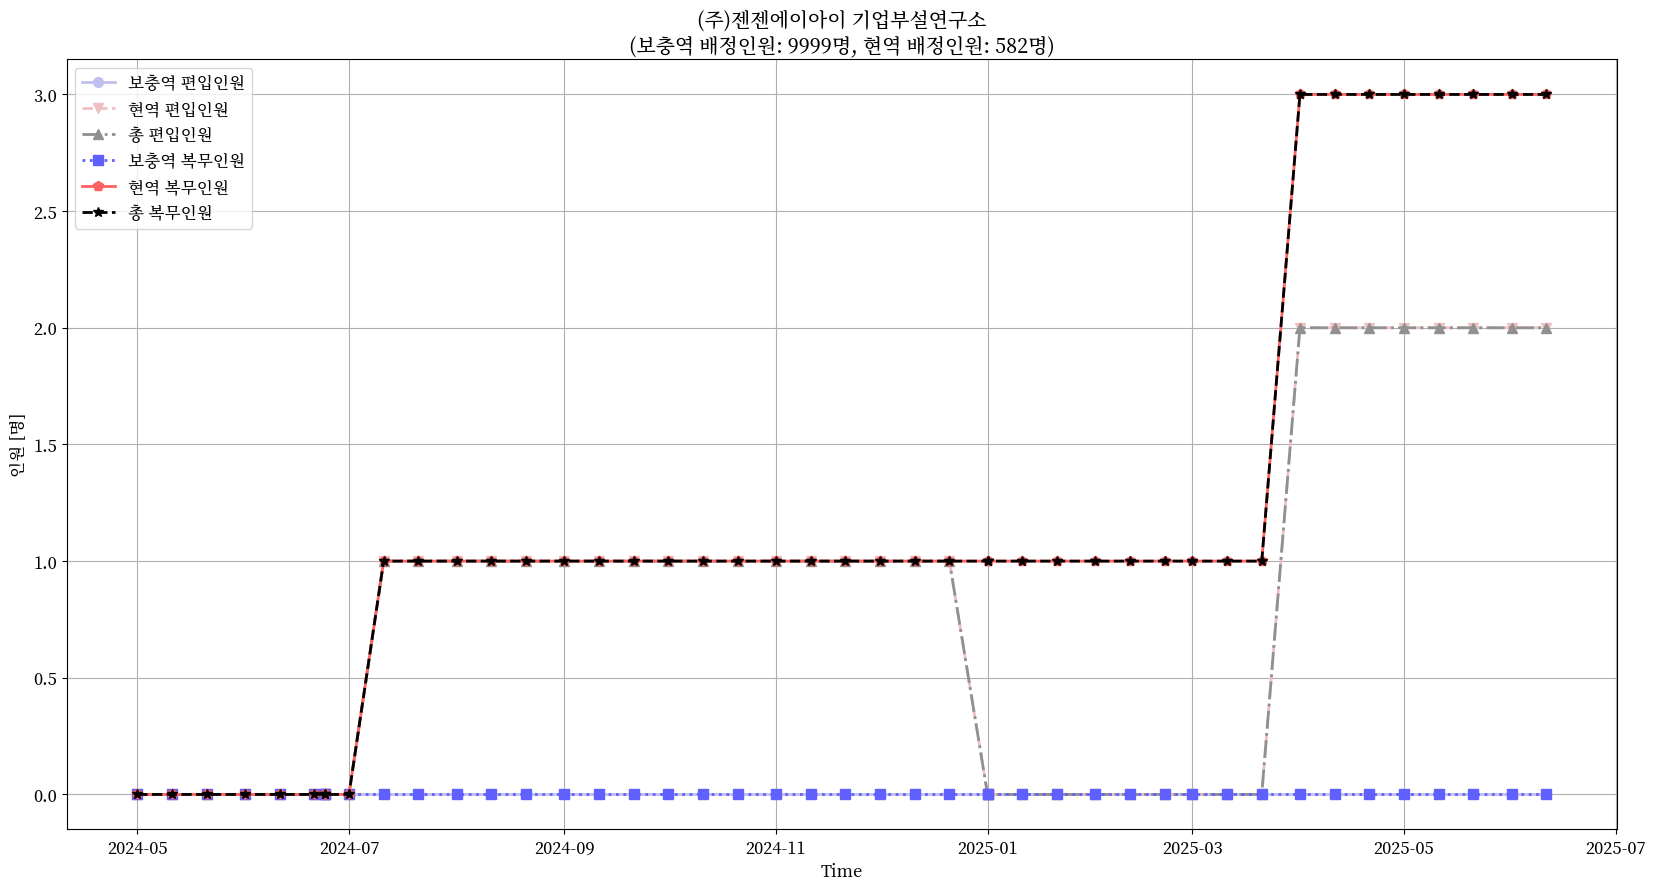 (주)젠젠에이아이 기업부설연구소
(보충역 배정인원: 9999명, 현역 배정인원: 582명)
보충역 편입인원
현역 편입인원
총 편입인원
보충역 복무인원
현역 복무인원
총 복무인원
인원 [명]
3.0
2.5
2.0
1.5
1.0
0.5
0.0
2024-05
2024-07
2024-09
2024-11
2025-01
2025-03
2025-05
2025-07
Time